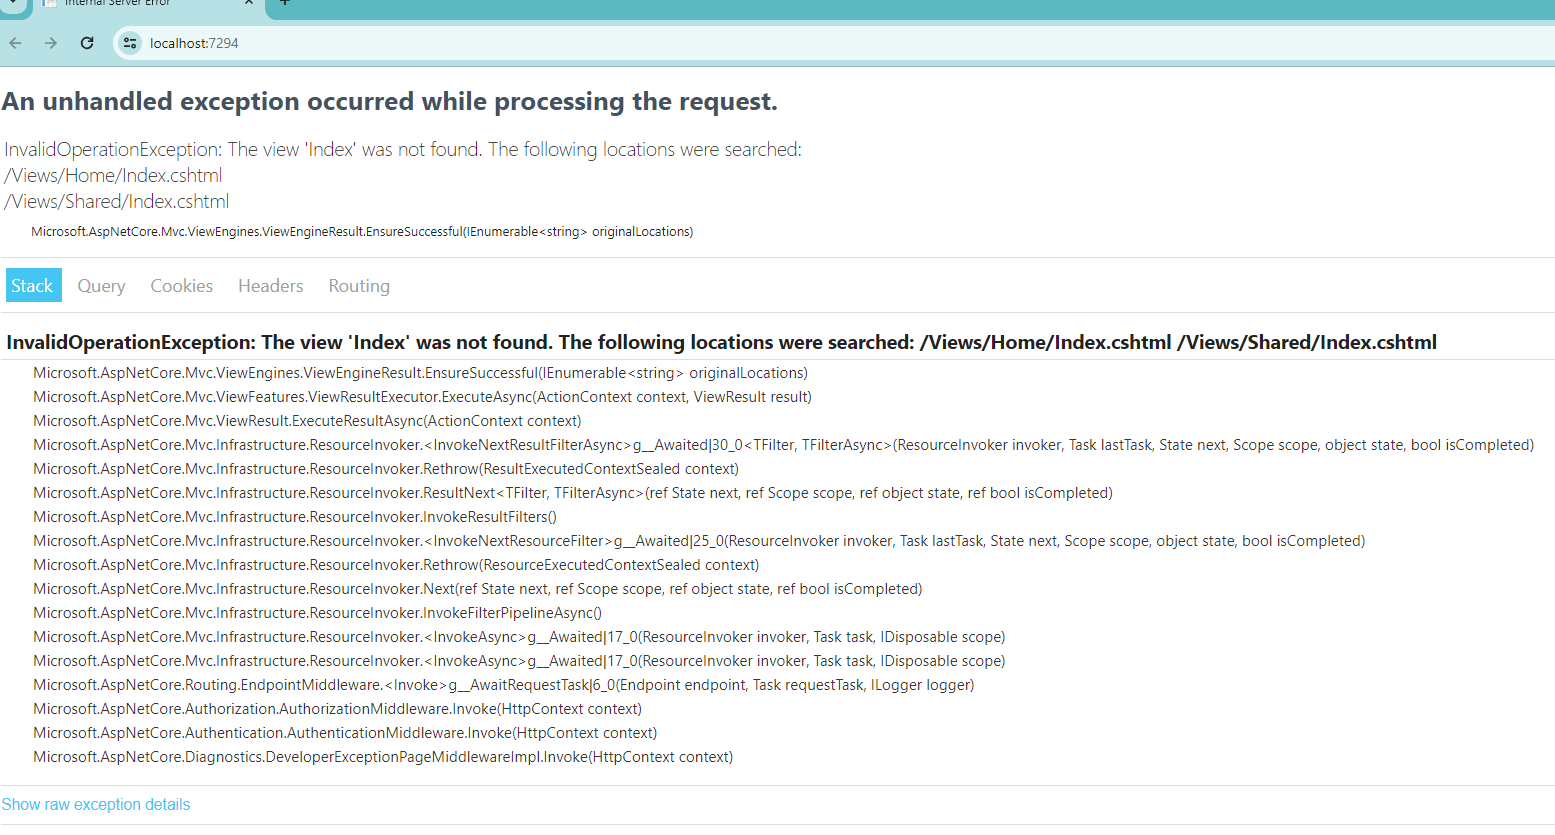 Internal Server Error
localhost:7294
An unhandled exception occurred while processing the request.
InvalidOperationException: The view 'Index' was not found. The following locations were searched:
/Views/Home/Index.cshtml
/Views/Shared/Index.cshtml
Microsoft.AspNetCore.Mvc.ViewEngines.ViewEngineResult.EnsureSuccessful(IEnumerable<string> originalLocations)
Stack Query Cookies Headers Routing
InvalidOperationException: The view 'Index' was not found. The following locations were searched: /Views/Home/Index.cshtml /Views/Shared/Index.cshtml
Microsoft.AspNetCore.Mvc.ViewEngines.ViewEngineResult.EnsureSuccessful(IEnumerable<string> originalLocations)
Microsoft.AspNetCore.Mvc.ViewFeatures.ViewResultExecutor.ExecuteAsync(ActionContext context, ViewResult result)
Microsoft.AspNetCore.Mvc.ViewResult.ExecuteResultAsync(ActionContext context)
Microsoft.AspNetCore.Mvc.Infrastructure.ResourceInvoker.<InvokeNextResultFilterAsync>g__Awaited|30_0<TFilter, TFilterAsync>(ResourceInvoker invoker, Task lastTask, State next, Scope scope, object state, bool isCompleted)
Microsoft.AspNetCore.Mvc.Infrastructure.ResourceInvoker.Rethrow(ResultExecutedContextSealed context)
Microsoft.AspNetCore.Mvc.Infrastructure.ResourceInvoker.ResultNext<TFilter, TFilterAsync>(ref State next, ref Scope scope, ref object state, ref bool isCompleted)
Microsoft.AspNetCore.Mvc.Infrastructure.ResourceInvoker.InvokeResultFilters()
Microsoft.AspNetCore.Mvc.Infrastructure.ResourceInvoker.<InvokeNextResourceFilter>g__Awaited|25_0(ResourceInvoker invoker, Task lastTask, State next, Scope scope, object state, bool isCompleted)
Microsoft.AspNetCore.Mvc.Infrastructure.ResourceInvoker.Rethrow(ResourceExecutedContextSealed context)
Microsoft.AspNetCore.Mvc.Infrastructure.ResourceInvoker.Next(ref State next, ref Scope scope, ref object state, ref bool isCompleted)
Microsoft.AspNetCore.Mvc.Infrastructure.ResourceInvoker.InvokeFilterPipelineAsync()
Microsoft.AspNetCore.Mvc.Infrastructure.ResourceInvoker.<InvokeAsync>g__Awaited|17_0(ResourceInvoker invoker, Task task, IDisposable scope)
Microsoft.AspNetCore.Mvc.Infrastructure.ResourceInvoker.<InvokeAsync>g__Awaited|17_0(ResourceInvoker invoker, Task task, IDisposable scope)
Microsoft.AspNetCore.Routing.EndpointMiddleware.<Invoke>g__AwaitRequestTask|6_0(Endpoint endpoint, Task requestTask, ILogger logger)
Microsoft.AspNetCore.Authorization.AuthorizationMiddleware.Invoke(HttpContext context)
Microsoft.AspNetCore.Authentication.AuthenticationMiddleware.Invoke(HttpContext context)
Microsoft.AspNetCore.Diagnostics.DeveloperExceptionPageMiddlewareImpl.Invoke(HttpContext context)
Show raw exception details